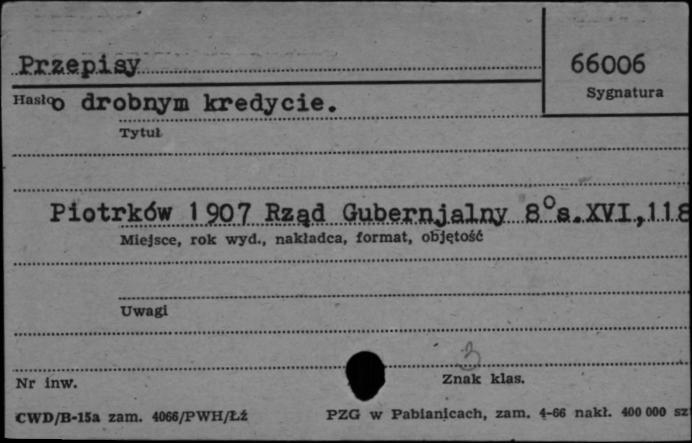 Przepisy
66006
Sygnatura
Hasło o drobnym kredycie.
Tytuł
Piotrków 1907 Rząd Gubernjalny 8° s.XVI,118
Miejsce, rok wyd., nakładca, format, objętość
Uwagi
3
Nr inw.
Znak klas.
CWD/B-15a zam. 4066/PWH/Łź
PZG w Pabianicach, zam. 4-66 nakł. 400 000 sz